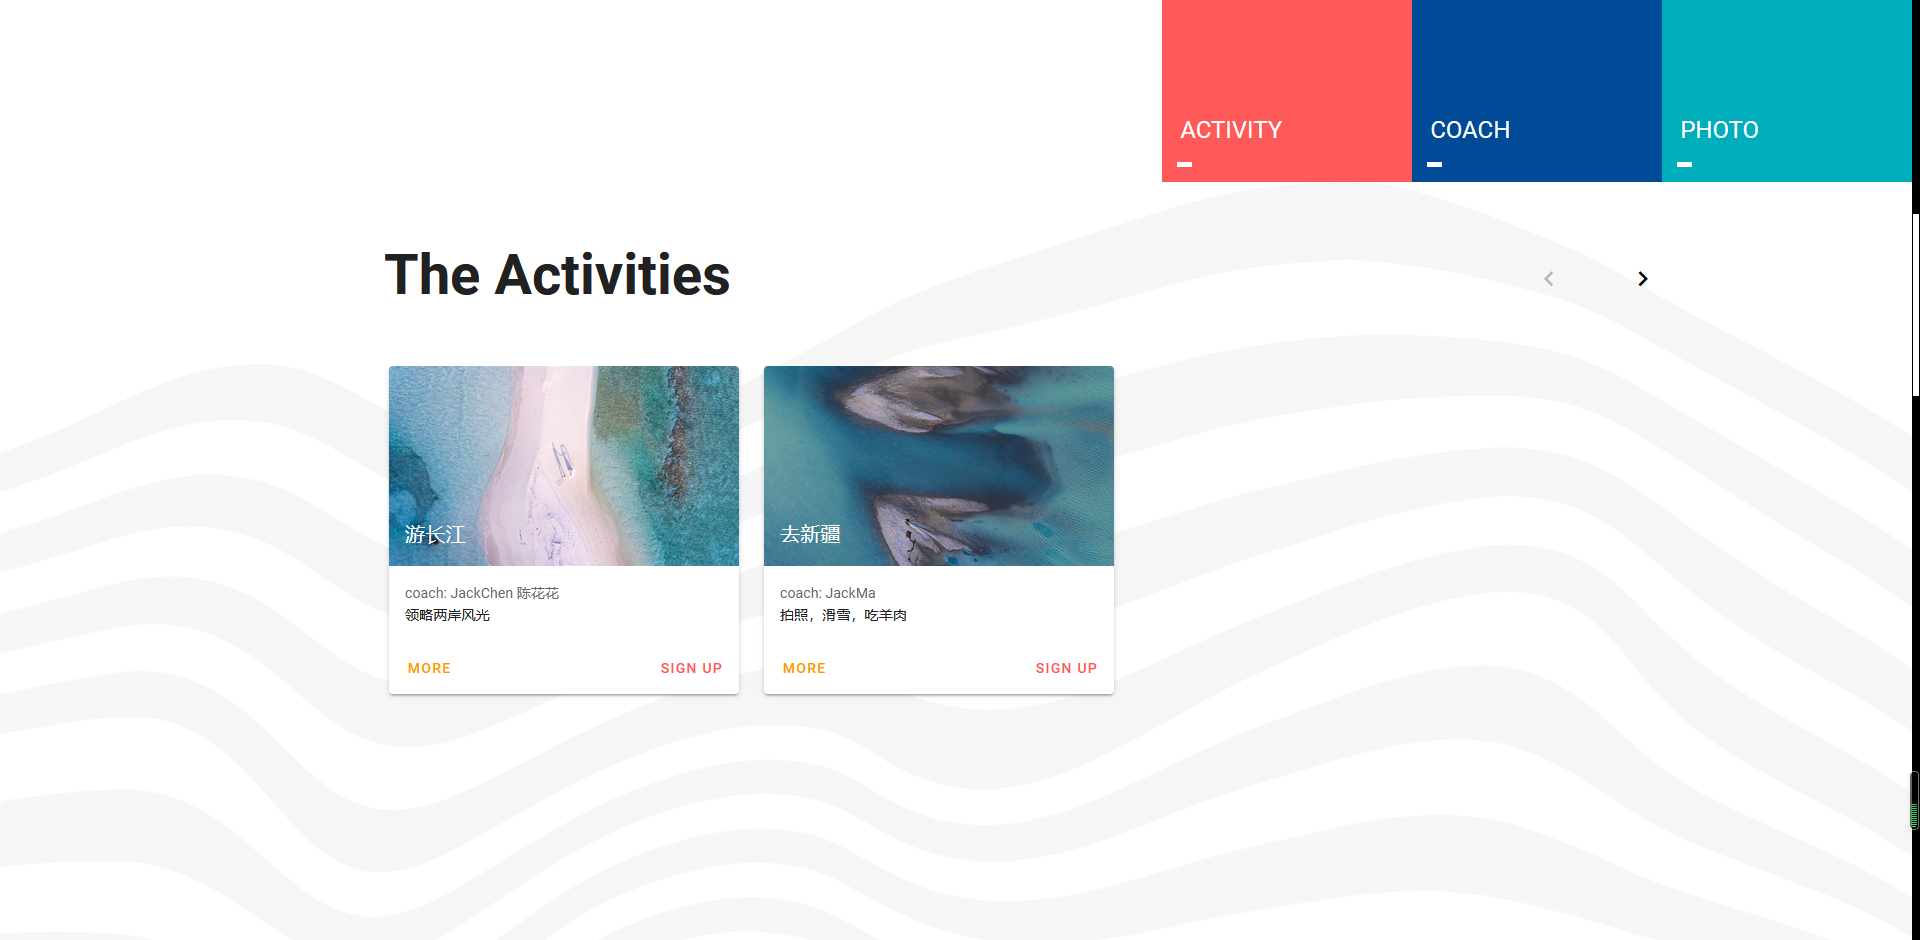 ACTIVITY
COACH
PHOTO
The Activities
游长江
coach: JackChen 陈花花
领略两岸风光
MORE
SIGN UP
去新疆
coach: JackMa
拍照，滑雪，吃羊肉
MORE
SIGN UP